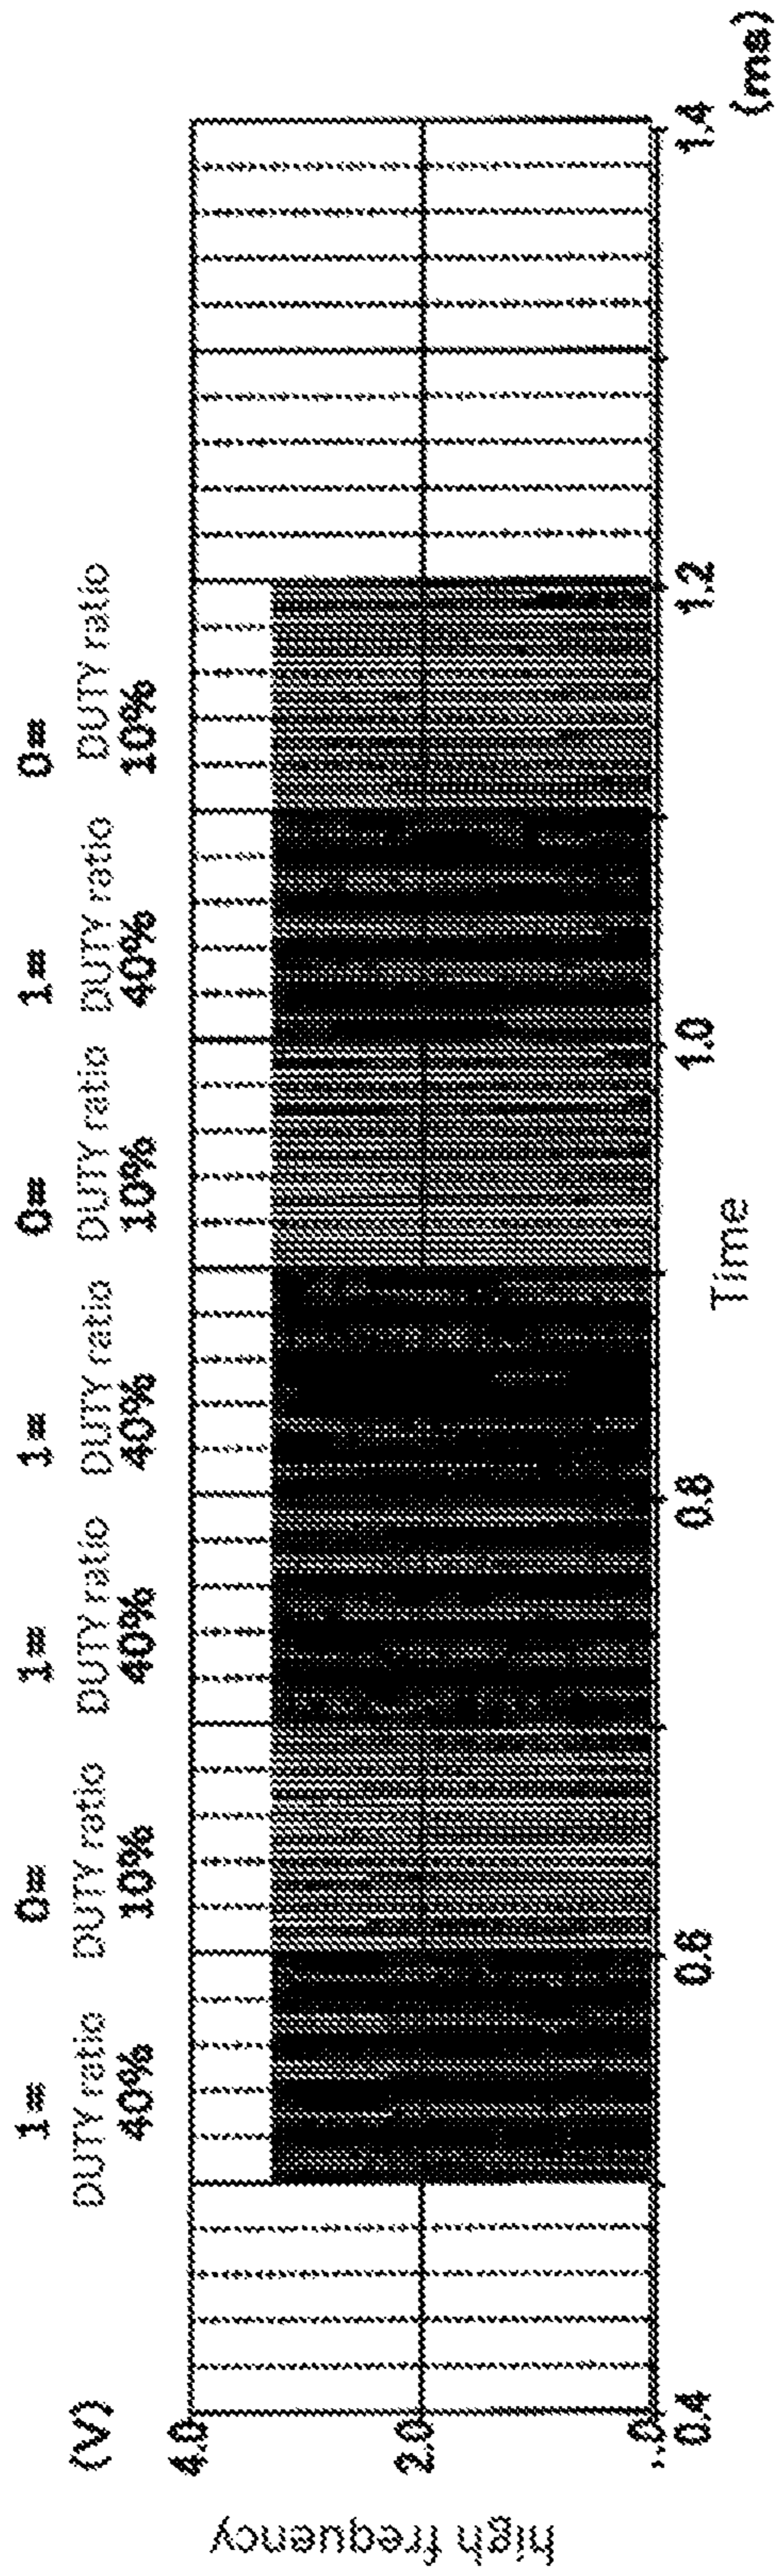 1= 0= 1= 1= 0= 1= 0=
(V) DUTY ratio DUTY ratio DUTY ratio DUTY ratio DUTY ratio DUTY ratio DUTY ratio
40% 10% 40% 40% 10% 40% 10%
4.0
high frequency
2.0
0.4 0.6 0.8 1.0 1.2 1.4
Time (ms)